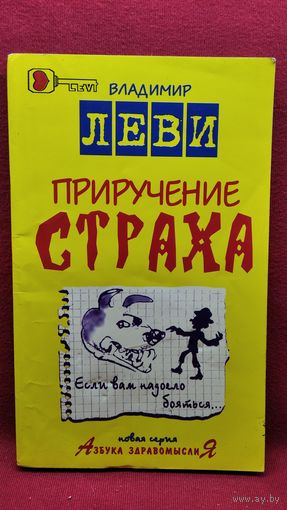 LEVI
ВЛАДИМИР
ЛЕВИ
ПРИРУЧЕНИЕ
СТРАХА
Если вам надоело
бояться...
новая серия
АЗБУКА ЗДРАВОМЫСЛИЯ
www.ay.by